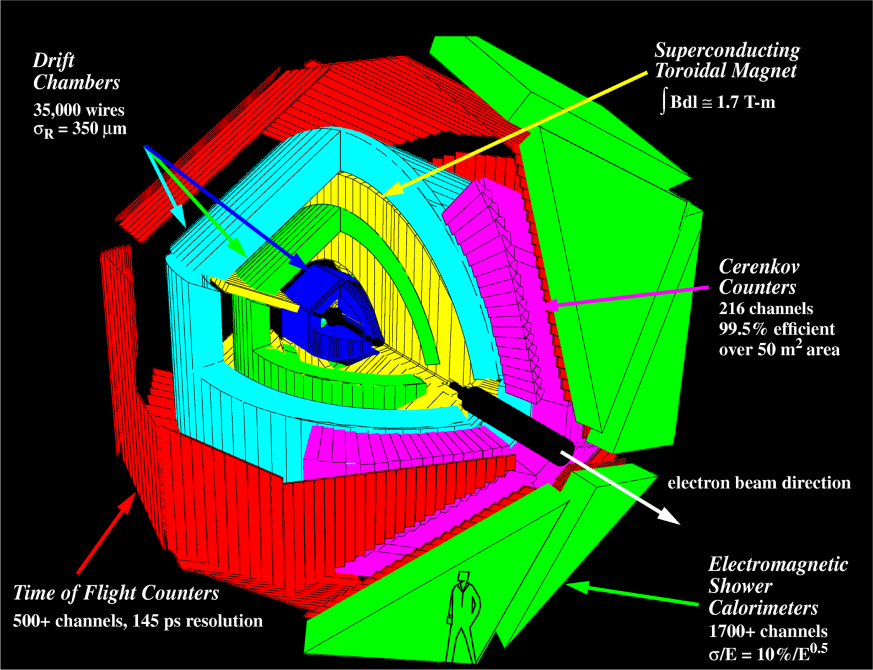 Drift
Chambers
35,000 wires
σR = 350 μm
Superconducting
Toroidal Magnet
∫Bdl ≅ 1.7 T-m
Cerenkov
Counters
216 channels
99.5% efficient
over 50 m² area
electron beam direction
Time of Flight Counters
500+ channels, 145 ps resolution
Electromagnetic
Shower
Calorimeters
1700+ channels
σ/E = 10%/E^0.5